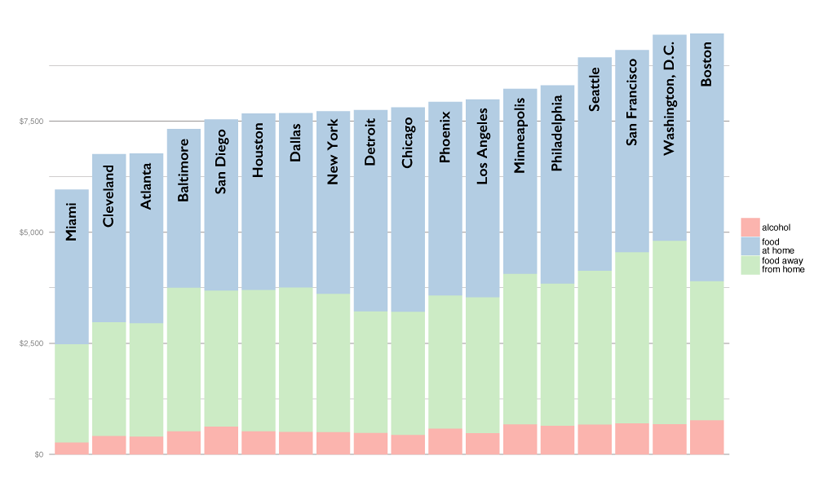 $7,500
$5,000
$2,500
$0
Miami
Cleveland
Atlanta
Baltimore
San Diego
Houston
Dallas
New York
Detroit
Chicago
Phoenix
Los Angeles
Minneapolis
Philadelphia
Seattle
San Francisco
Washington, D.C.
Boston
alcohol
food
at home
food away
from home